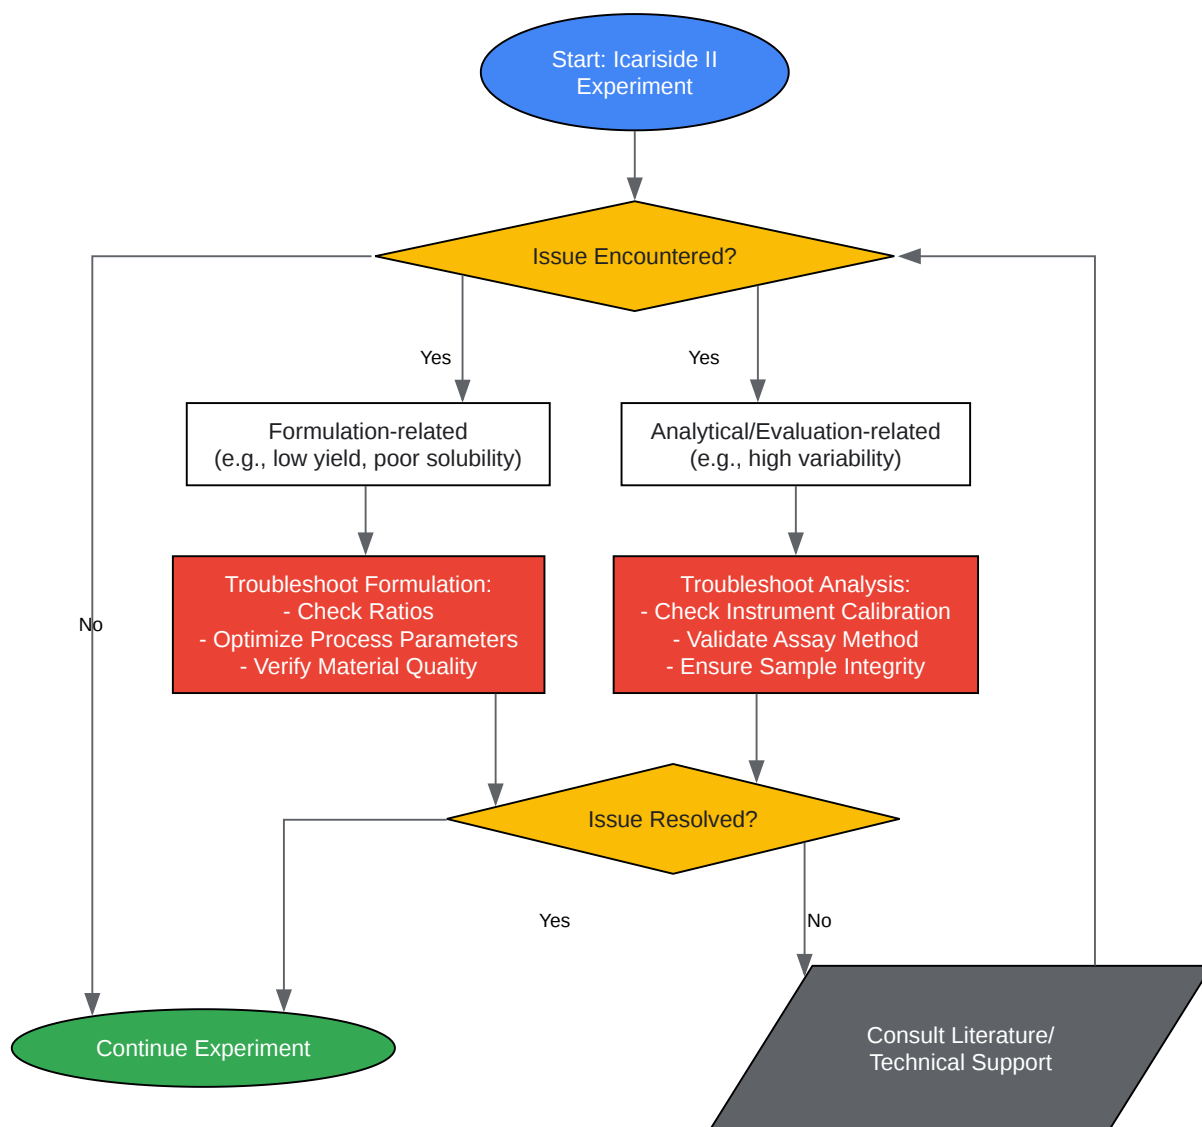 Start: Icariside II
Experiment
Issue Encountered?
Yes
Yes
Formulation-related
(e.g., low yield, poor solubility)
Analytical/Evaluation-related
(e.g., high variability)
Troubleshoot Formulation:
- Check Ratios
- Optimize Process Parameters
- Verify Material Quality
Troubleshoot Analysis:
- Check Instrument Calibration
- Validate Assay Method
- Ensure Sample Integrity
No
Issue Resolved?
Yes
No
Continue Experiment
Consult Literature/
Technical Support